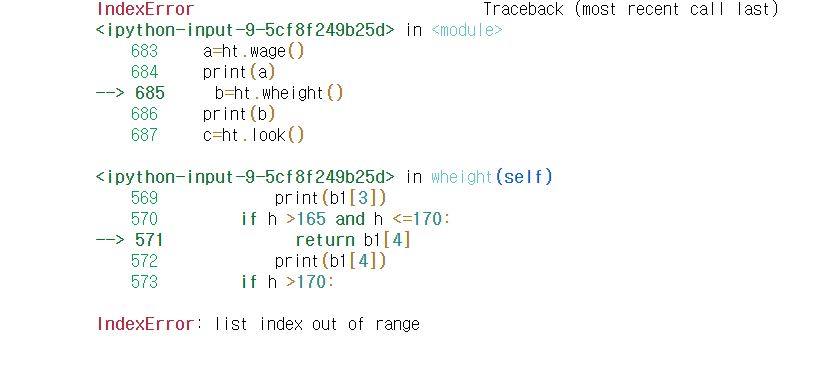 IndexError                                Traceback (most recent call last)
<ipython-input-9-5cf8f249b25d> in <module>
    683     a=ht.wage()
    684     print(a)
--> 685     b=ht.wheight()
    686     print(b)
    687     c=ht.look()
<ipython-input-9-5cf8f249b25d> in wheight(self)
    569             print(b1[3])
    570         if h >165 and h <=170:
--> 571             return b1[4]
    572             print(b1[4])
    573         if h >170:
IndexError: list index out of range